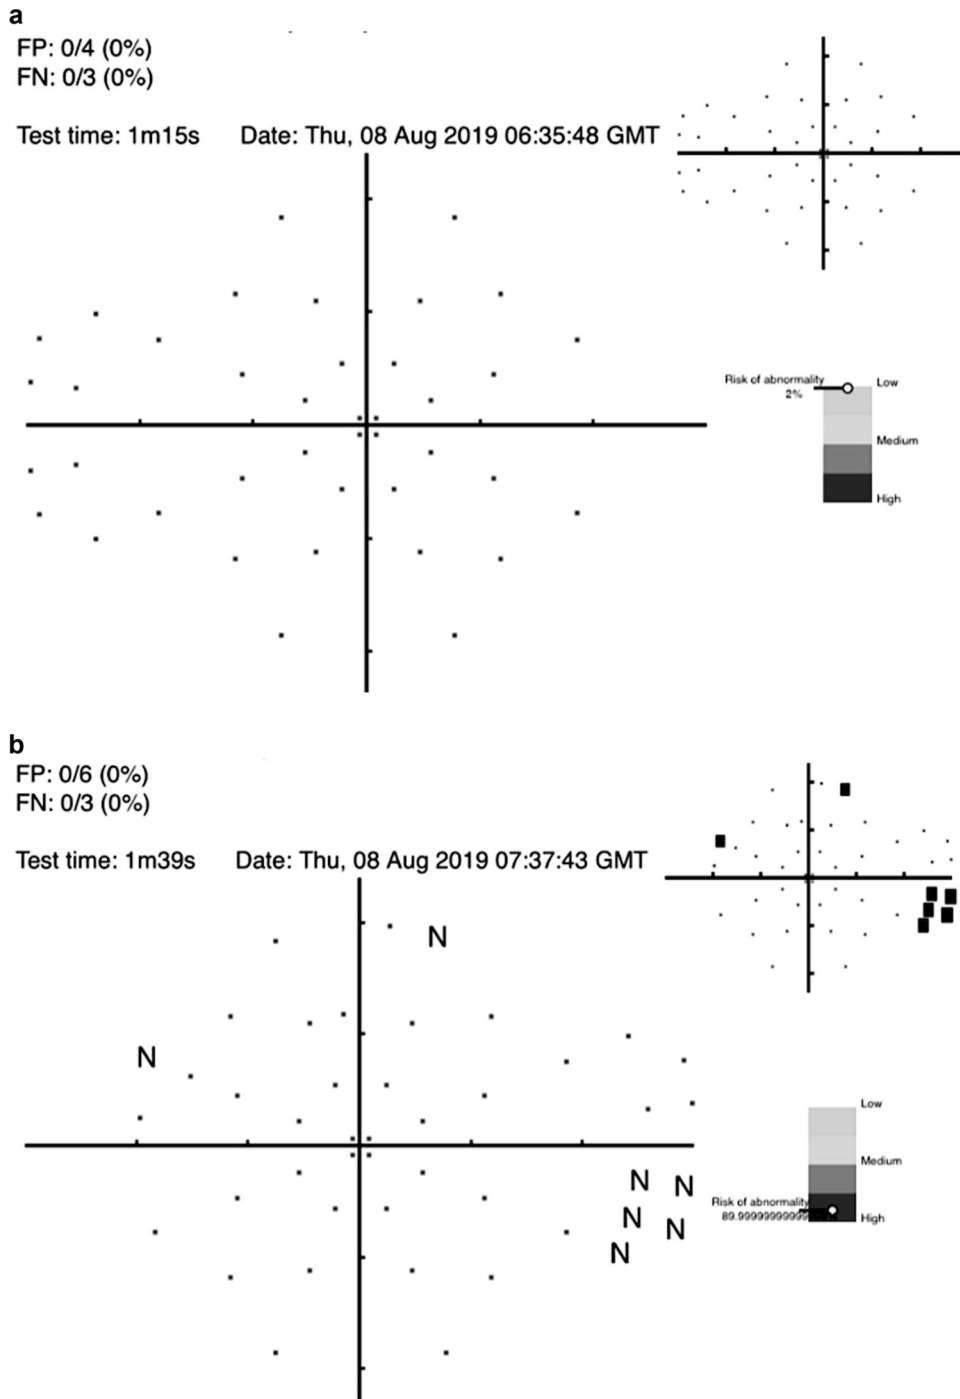 a
FP: 0/4 (0%)
FN: 0/3 (0%)
Test time: 1m15s Date: Thu, 08 Aug 2019 06:35:48 GMT
Risk of abnormality
2%
Low
Medium
High
b
FP: 0/6 (0%)
FN: 0/3 (0%)
Test time: 1m39s Date: Thu, 08 Aug 2019 07:37:43 GMT
N
N
N
N
N
N
N
Low
Medium
Risk of abnormality
High